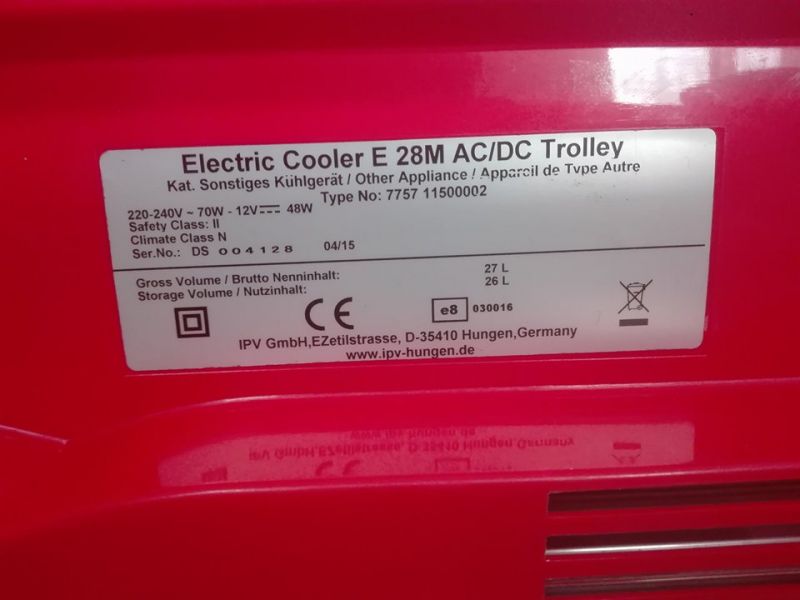 Electric Cooler E 28M AC/DC Trolley
Kat. Sonstiges Kühlgerät / Other Appliance / Appareil de Type Autre
Type No: 7757 11500002
220-240V ~ 70W - 12V⎓ 48W
Safety Class: II
Climate Class N
Ser.No.: DS 004128 04/15
Gross Volume / Brutto Nenninhalt: 27 L
Storage Volume / Nutzinhalt: 26 L
CE e8 030016
IPV GmbH,EZetilstrasse, D-35410 Hungen,Germany
www.ipv-hungen.de